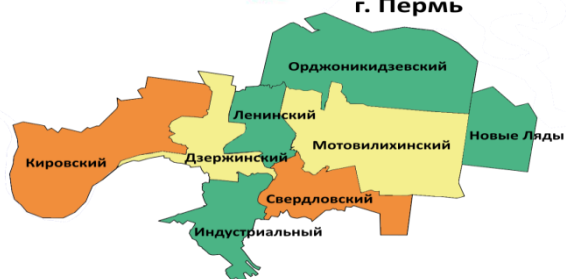 г. Пермь
Орджоникидзевский
Ленинский
Новые Ляды
Мотовилихинский
Дзержинский
Кировский
Свердловский
Индустриальный